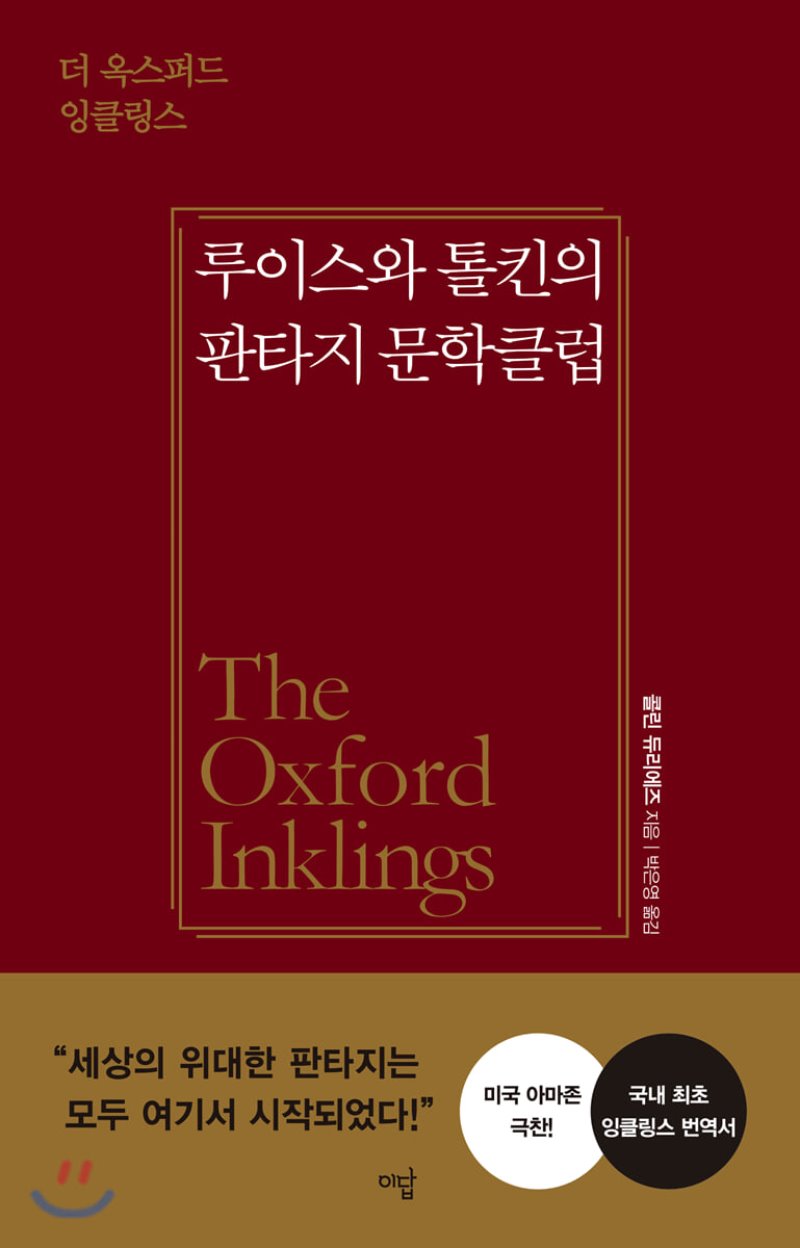 더 옥스퍼드
잉클링스
루이스와 톨킨의
판타지 문학클럽
The
Oxford
Inklings
콜린 듀리에즈 지음 | 박은영 옮김
“세상의 위대한 판타지는
모두 여기서 시작되었다!”
미국 아마존
극찬!
국내 최초
잉클링스 번역서
이답